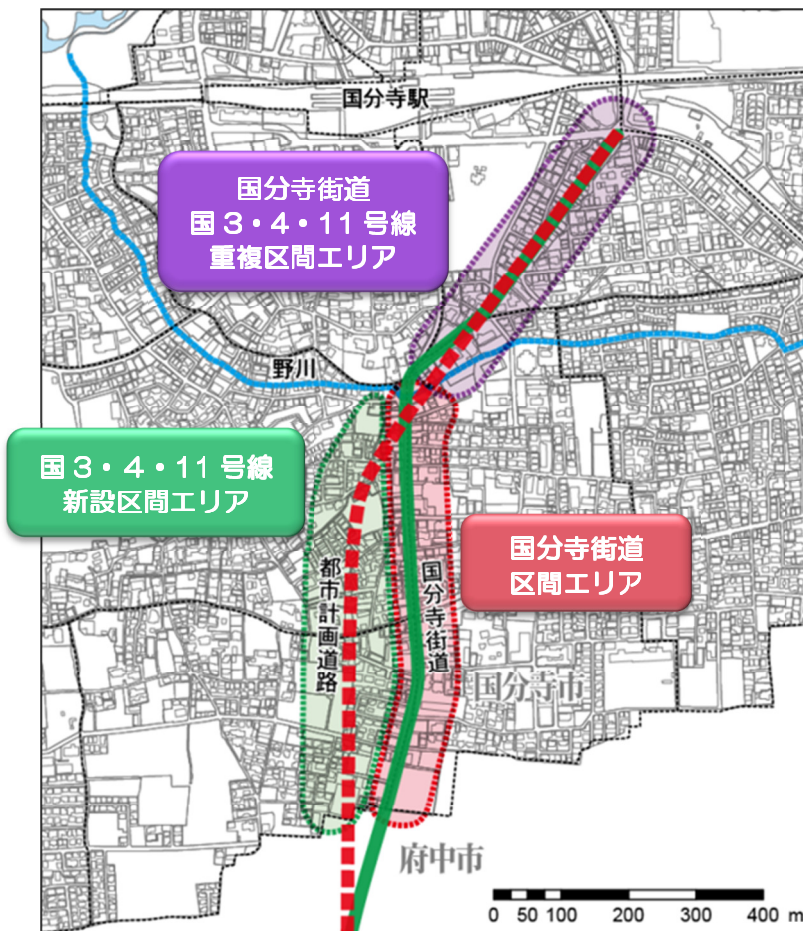 国分寺駅
国分寺街道
国3・4・11号線
重複区間エリア
野川
国3・4・11号線
新設区間エリア
国分寺街道
区間エリア
都市計画道路
国分寺街道
国分寺市
府中市
0 50 100 200 300 400 m